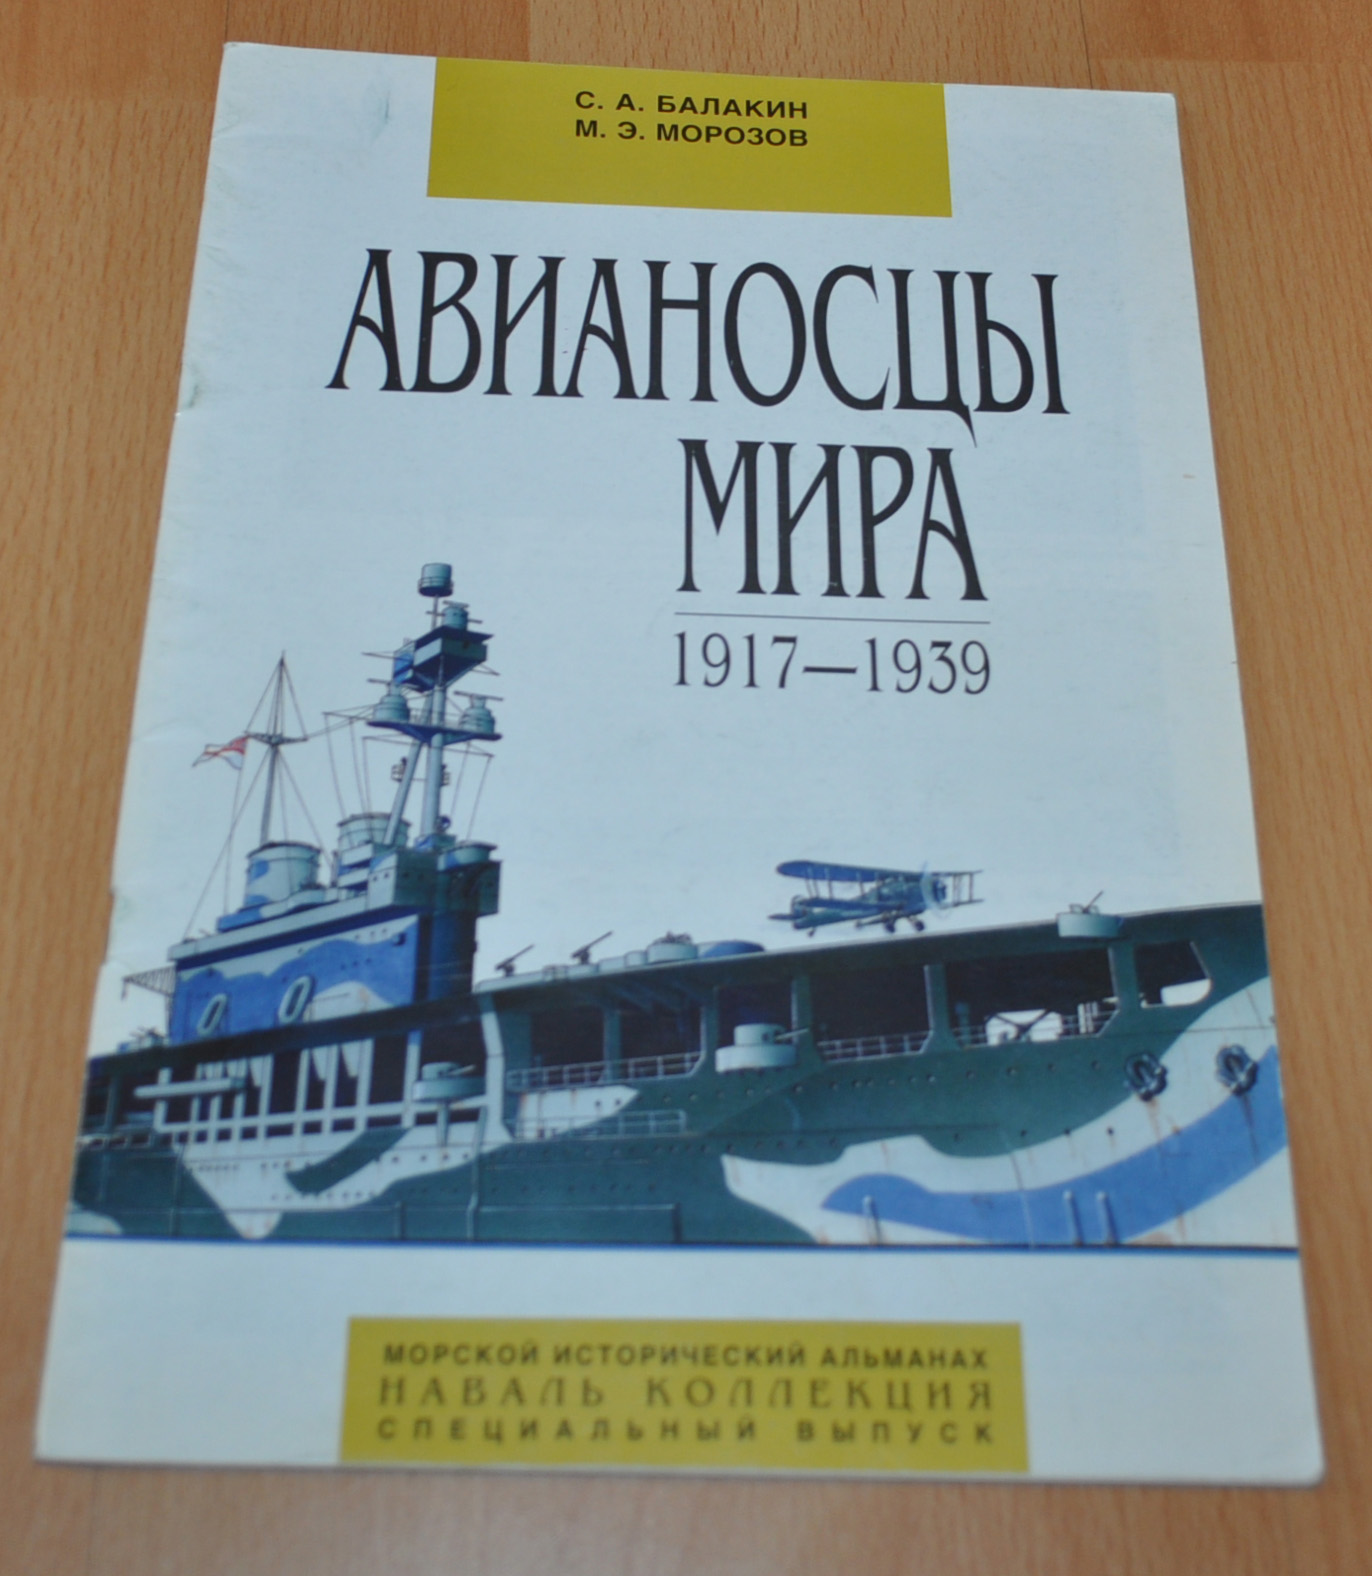 С. А. БАЛАКИН
М. Э. МОРОЗОВ
АВИАНОСЦЫ
МИРА
1917—1939
МОРСКОЙ ИСТОРИЧЕСКИЙ АЛЬМАНАХ
НАВАЛЬ КОЛЛЕКЦИЯ
СПЕЦИАЛЬНЫЙ ВЫПУСК